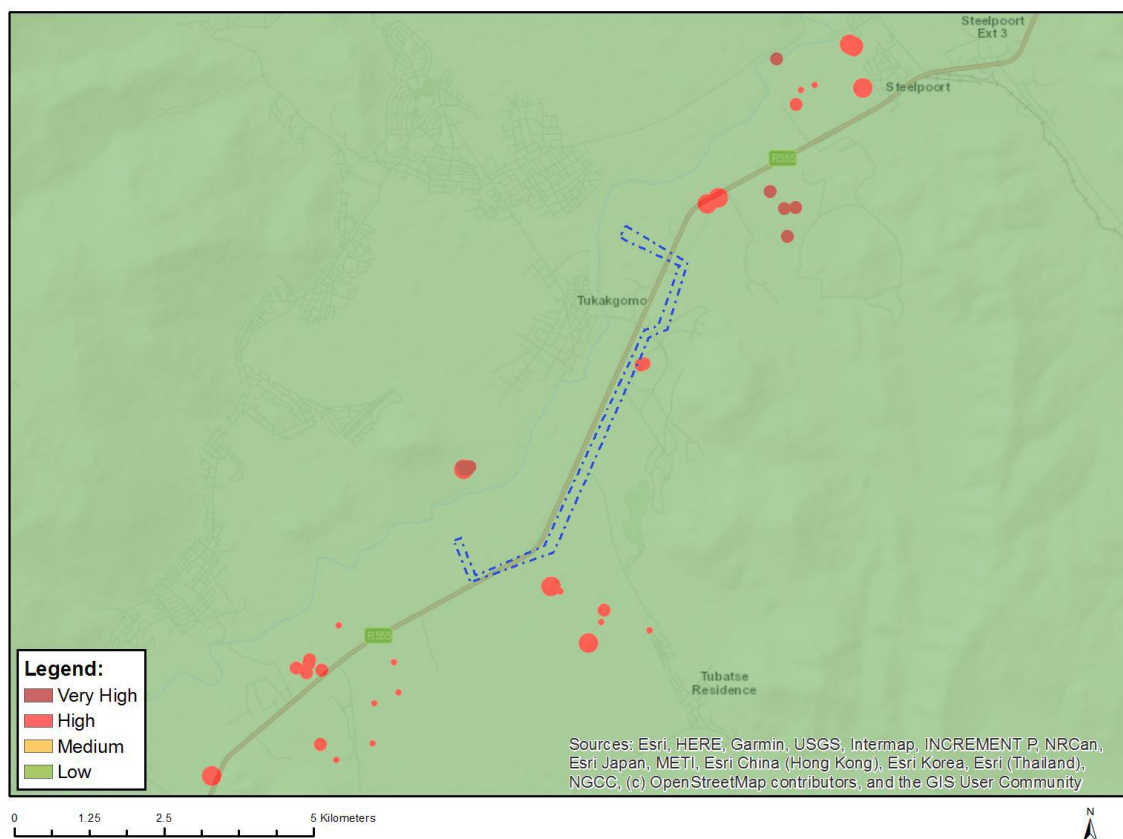 Steelpoort
Ext 3
Steelpoort
R555
Tukakgomo
R555
Tubatse
Residence
Legend:
Very High
High
Medium
Low
Sources: Esri, HERE, Garmin, USGS, Intermap, INCREMENT P, NRCan,
Esri Japan, METI, Esri China (Hong Kong), Esri Korea, Esri (Thailand),
NGCC, (c) OpenStreetMap contributors, and the GIS User Community
0 1.25 2.5 5 Kilometers
N